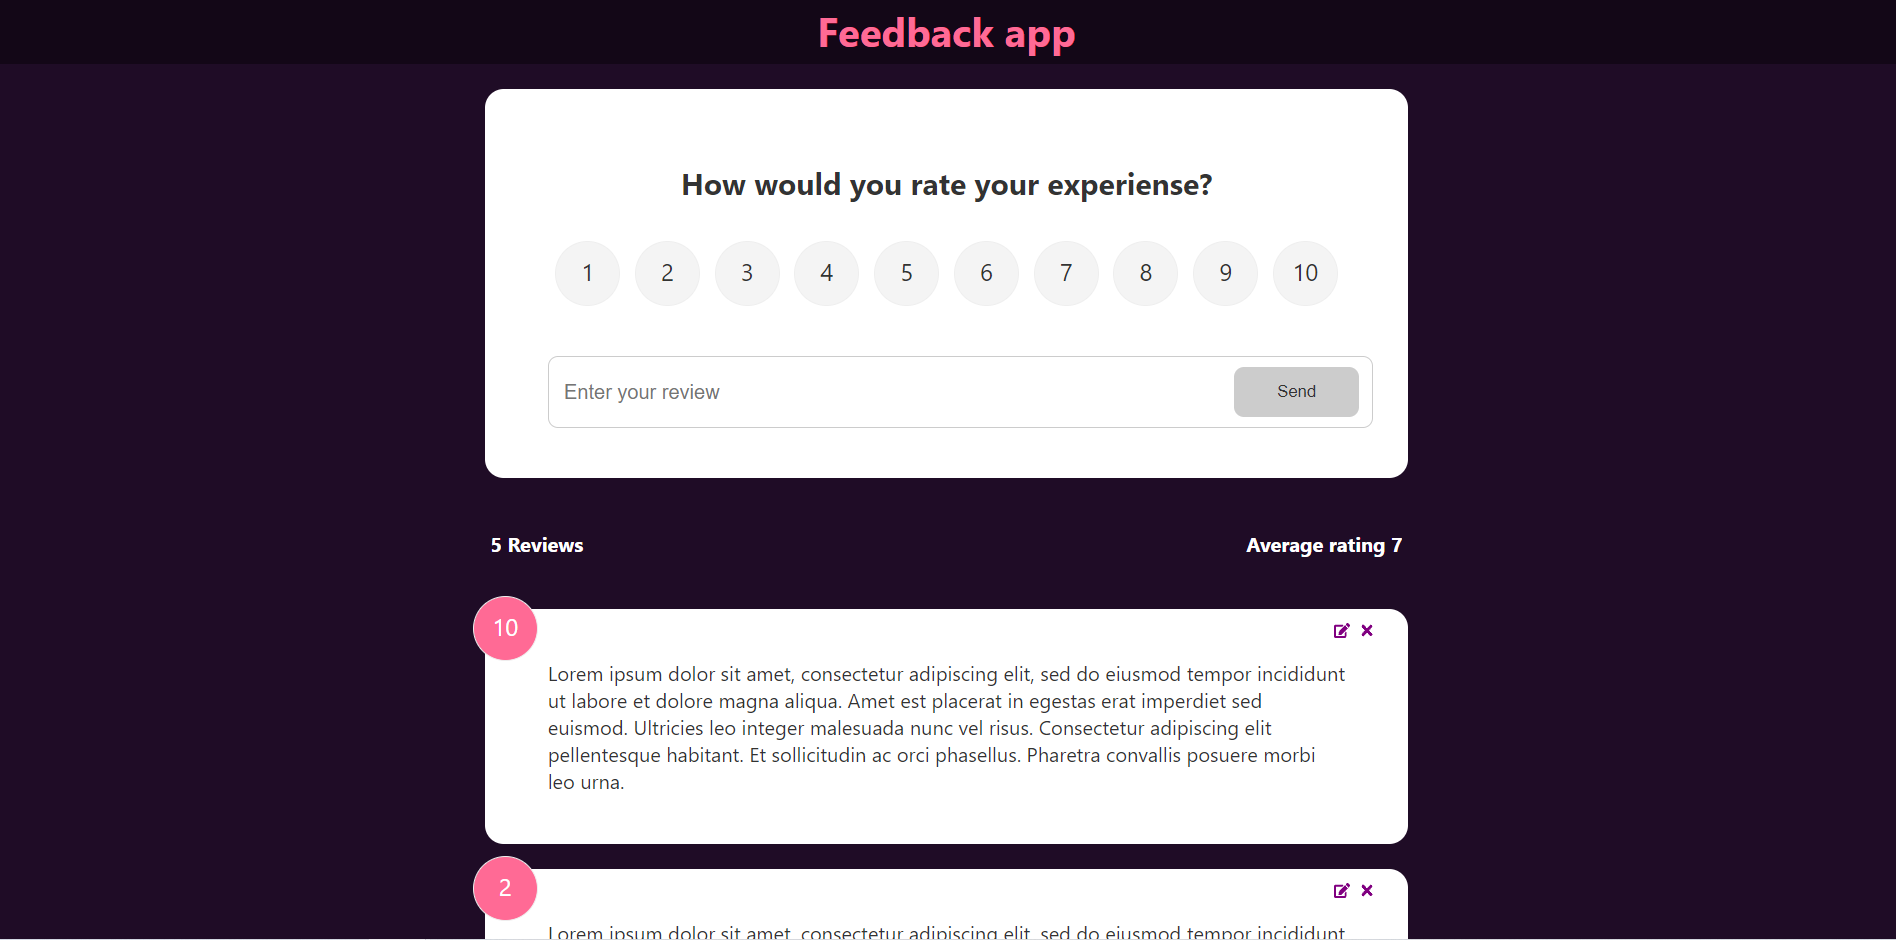 Feedback app
How would you rate your experiense?
1 2 3 4 5 6 7 8 9 10
Enter your review Send
5 Reviews Average rating 7
10
Lorem ipsum dolor sit amet, consectetur adipiscing elit, sed do eiusmod tempor incididunt
ut labore et dolore magna aliqua. Amet est placerat in egestas erat imperdiet sed
euismod. Ultricies leo integer malesuada nunc vel risus. Consectetur adipiscing elit
pellentesque habitant. Et sollicitudin ac orci phasellus. Pharetra convallis posuere morbi
leo urna.
2
Lorem ipsum dolor sit amet, consectetur adipiscing elit, sed do eiusmod tempor incididunt